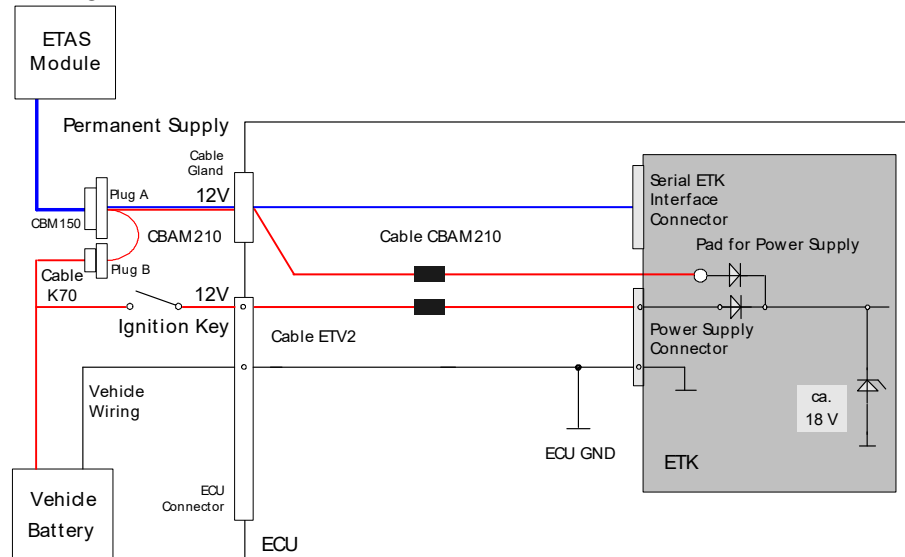 ETAS
Module
Permanent Supply
Cable
Gland
12V
Plug A
CBM150
CBAM210
Plug B
Cable
K70
12V
Ignition Key
Cable CBAM210
Cable ETV2
Serial ETK
Interface
Connector
Pad for Power Supply
Power Supply
Connector
Vehicle
Wiring
ca.
18 V
ECU GND
ETK
ECU
Connector
Vehicle
Battery
ECU